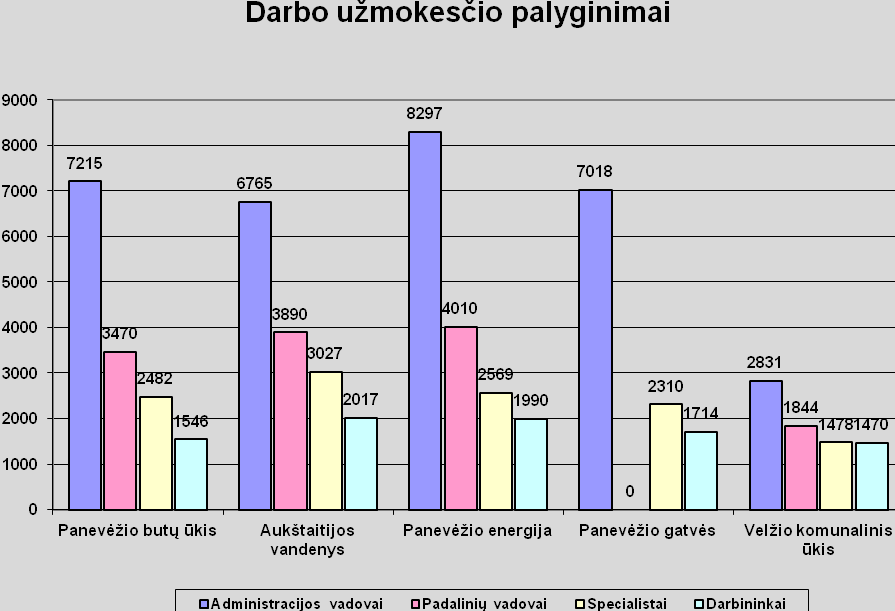 Darbo užmokesčio palyginimai
9000
8000
7000
6000
5000
4000
3000
2000
1000
0
7215
3470
2482
1546
6765
3890
3027
2017
8297
4010
2569
1990
7018
0
2310
1714
2831
1844
1478
1470
Panevėžio butų ūkis
Aukštaitijos
vandenys
Panevėžio energija
Panevėžio gatvės
Velžio komunalinis
ūkis
Administracijos vadovai
Padalinių vadovai
Specialistai
Darbininkai